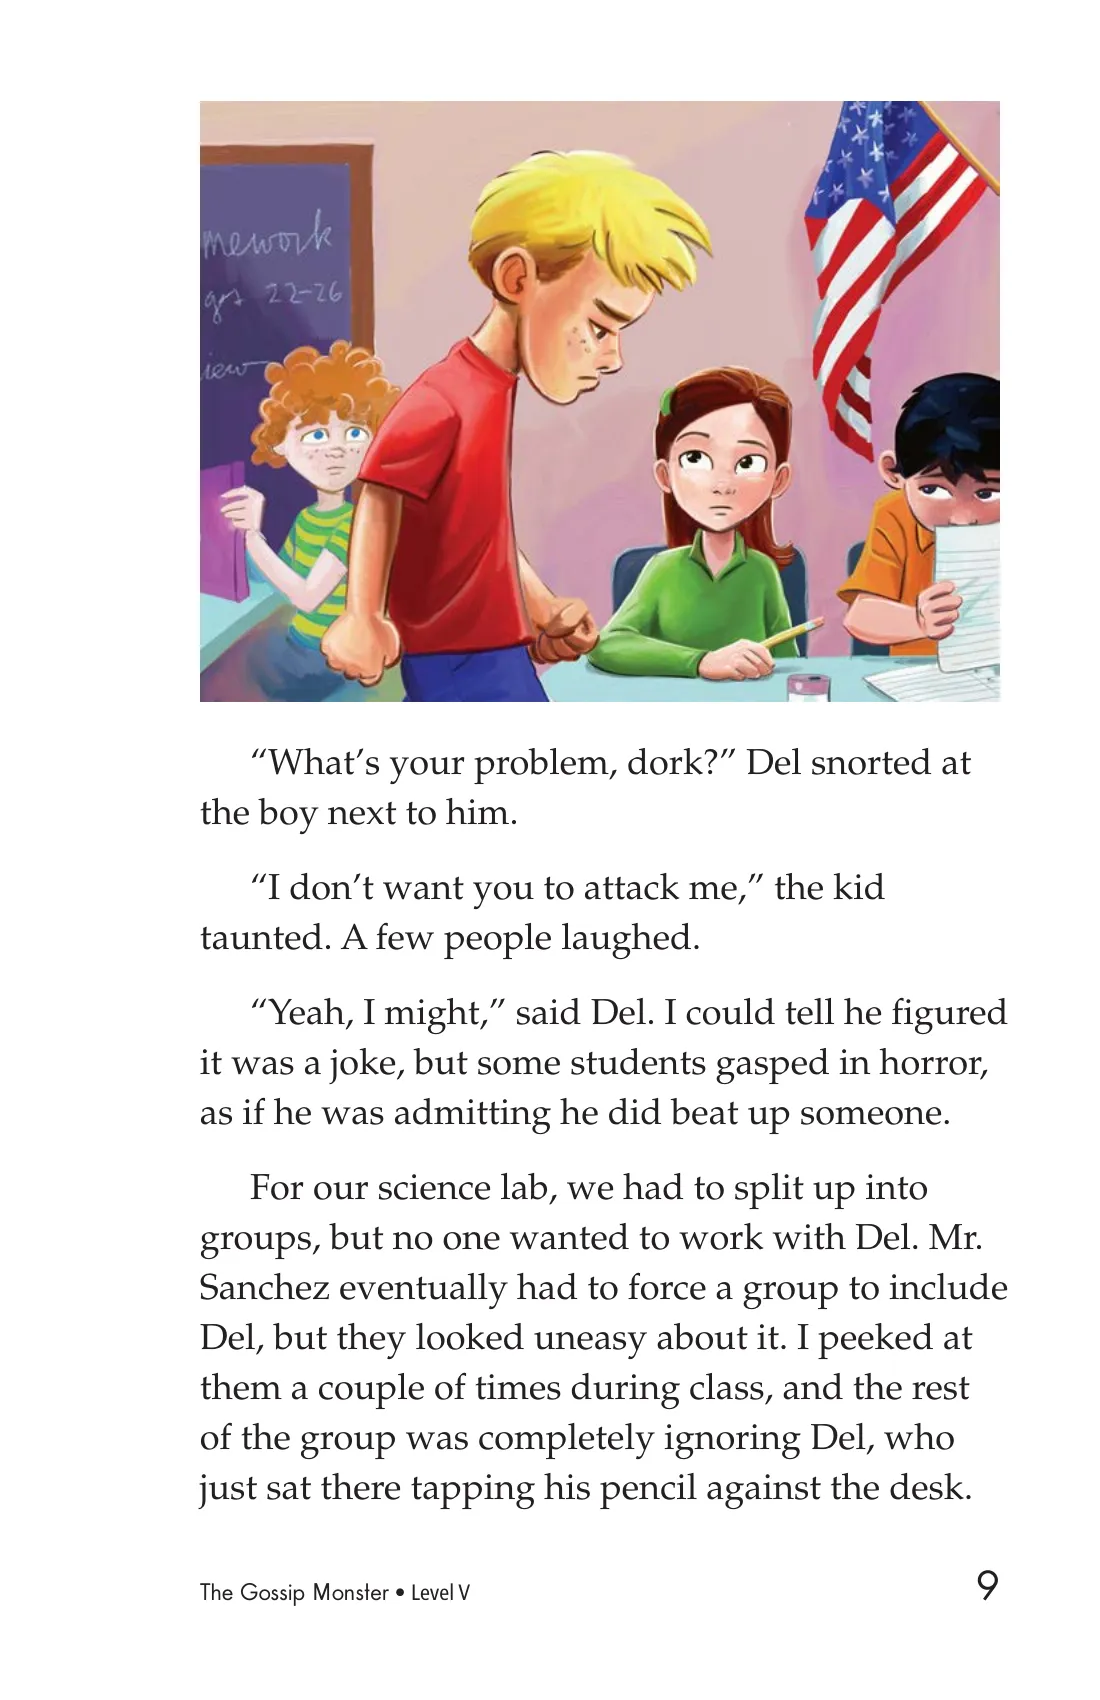 mework
ges 22-26
iew
“What’s your problem, dork?” Del snorted at
the boy next to him.
“I don’t want you to attack me,” the kid
taunted. A few people laughed.
“Yeah, I might,” said Del. I could tell he figured
it was a joke, but some students gasped in horror,
as if he was admitting he did beat up someone.
For our science lab, we had to split up into
groups, but no one wanted to work with Del. Mr.
Sanchez eventually had to force a group to include
Del, but they looked uneasy about it. I peeked at
them a couple of times during class, and the rest
of the group was completely ignoring Del, who
just sat there tapping his pencil against the desk.
The Gossip Monster • Level V
9